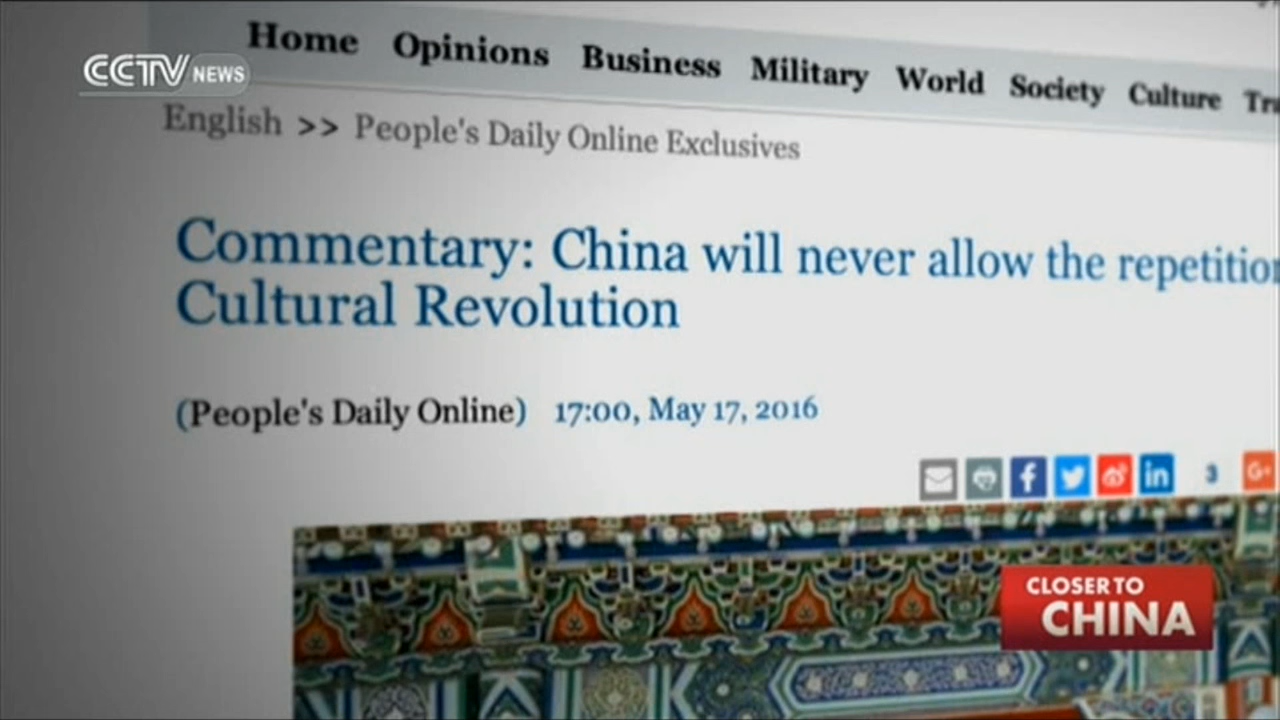 CCTV NEWS
Home Opinions Business Military World Society Culture
English >> People's Daily Online Exclusives
Commentary: China will never allow the
Cultural Revolution
(People's Daily Online) 17:00, May 17, 2016
3
G+
CLOSER TO
CHINA